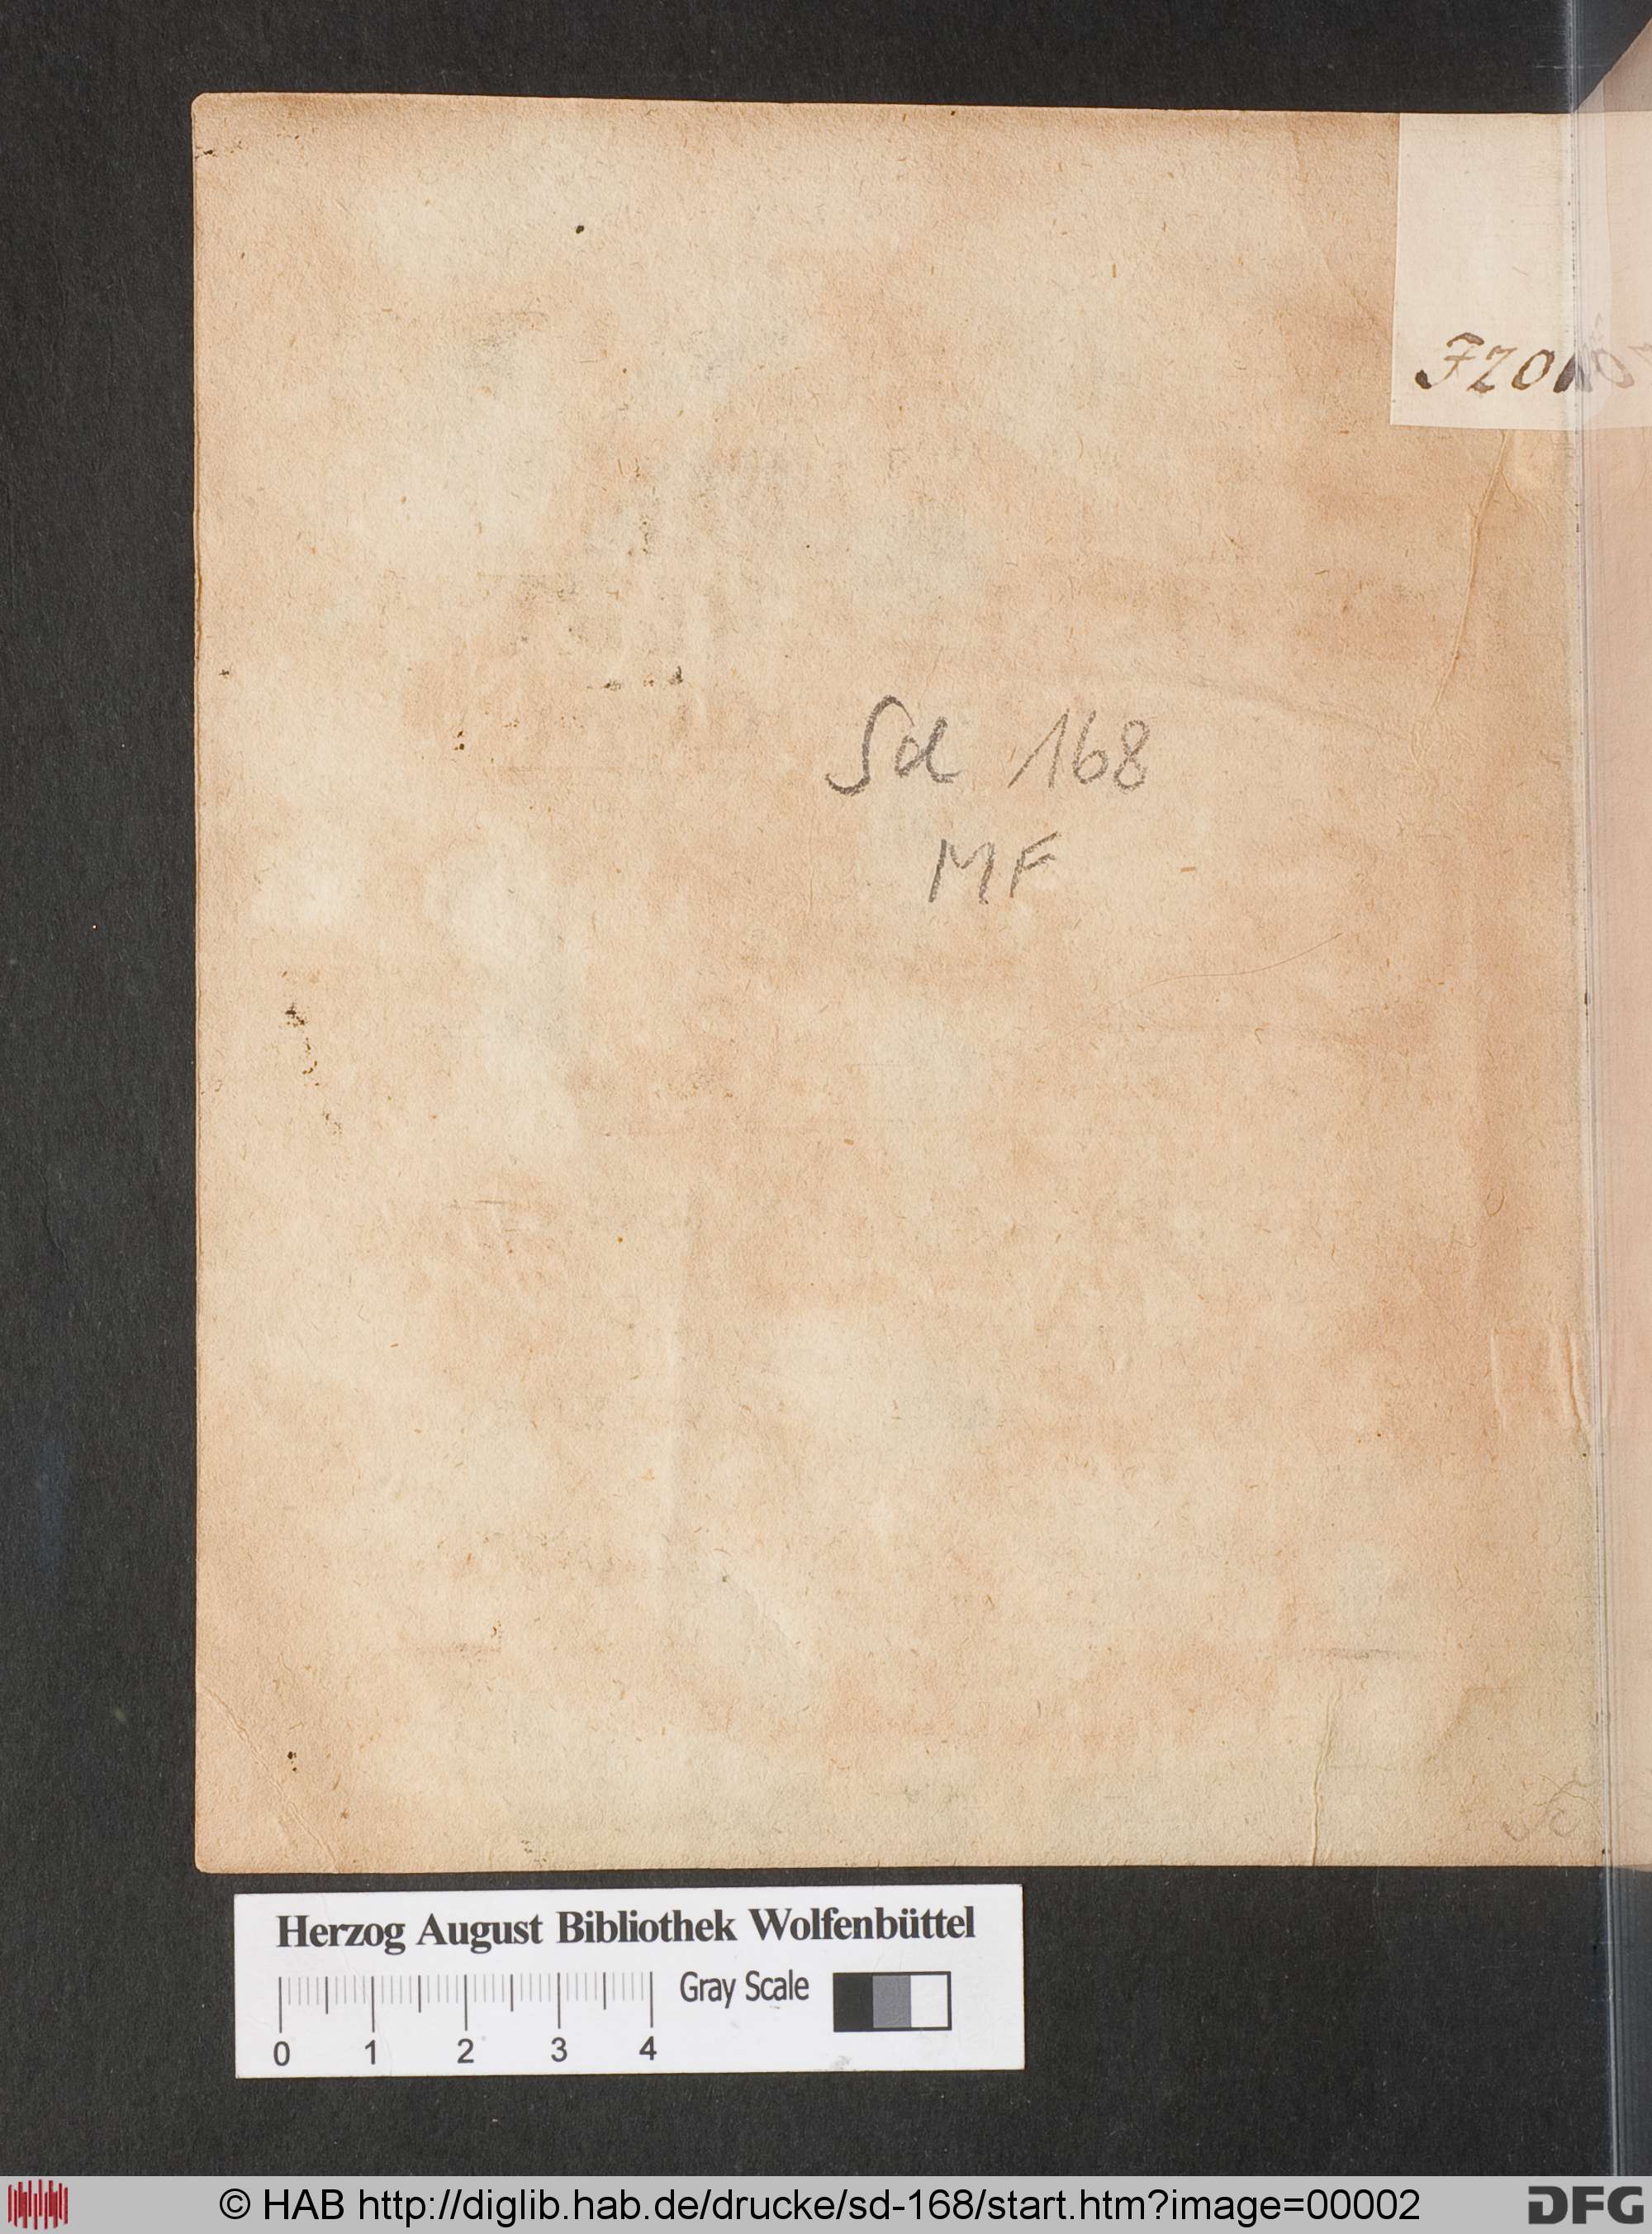 Sd 168
MF
Herzog August Bibliothek Wolfenbüttel
Gray Scale
0 1 2 3 4
© HAB http://diglib.hab.de/drucke/sd-168/start.htm?image=00002
DFG